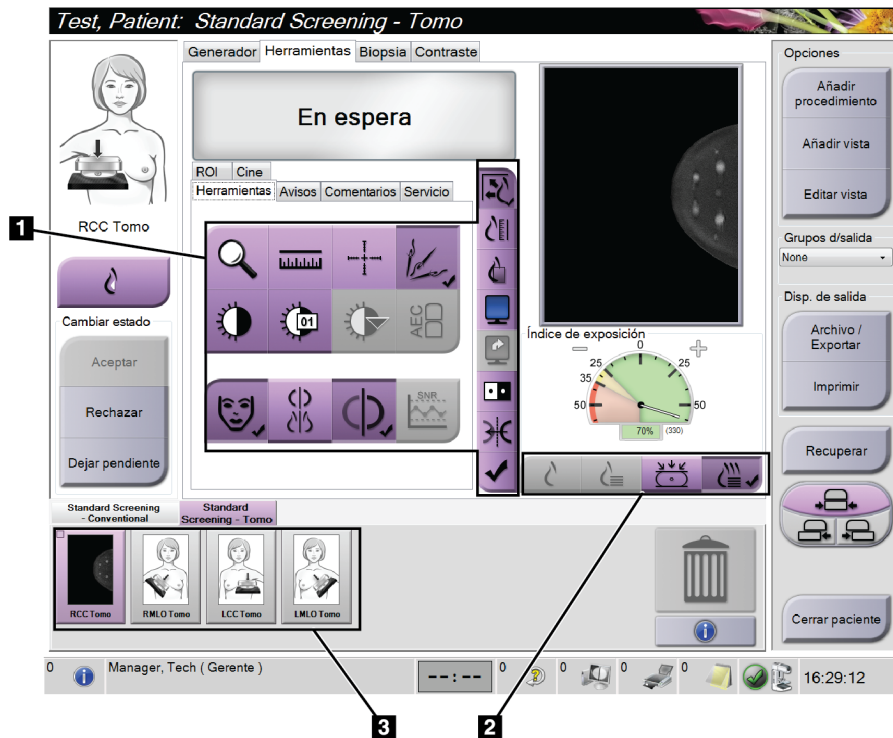 Test, Patient: Standard Screening - Tomo
Generador Herramientas Biopsia Contraste
Opciones
Añadir
procedimiento
Añadir vista
Editar vista
Grupos d/salida
None
Disp. de salida
Archivo /
Exportar
Imprimir
Recuperar
Cerrar paciente
En espera
ROI Cine
Herramientas Avisos Comentarios Servicio
RCC Tomo
1
Cambiar estado
Aceptar
Rechazar
Dejar pendiente
01
AEC
SNR
Índice de exposición
0
25 25
35
50 50
70% (330)
Standard Screening
- Conventional
Standard
Screening - Tomo
RCC Tomo RMLO Tomo LCC Tomo LMLO Tomo
0 Manager, Tech ( Gerente ) --:-- 0 0 0 0 16:29:12
3 2